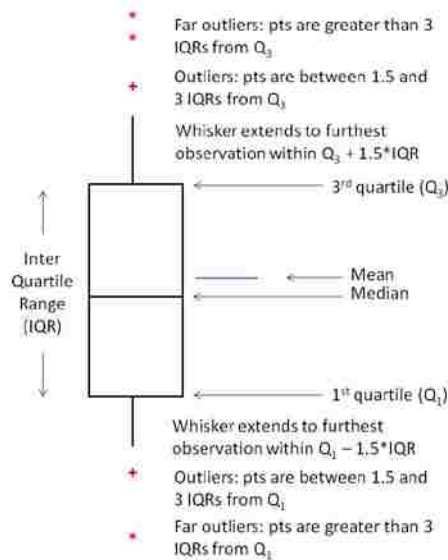 * Far outliers: pts are greater than 3
* IQRs from Q₃
+ Outliers: pts are between 1.5 and
3 IQRs from Q₃
Whisker extends to furthest
observation within Q₃ + 1.5*IQR
3rd quartile (Q₃)
Inter
Quartile
Range
(IQR)
Mean
Median
1st quartile (Q₁)
Whisker extends to furthest
observation within Q₁ – 1.5*IQR
+ Outliers: pts are between 1.5 and
3 IQRs from Q₁
* Far outliers: pts are greater than 3
IQRs from Q₁